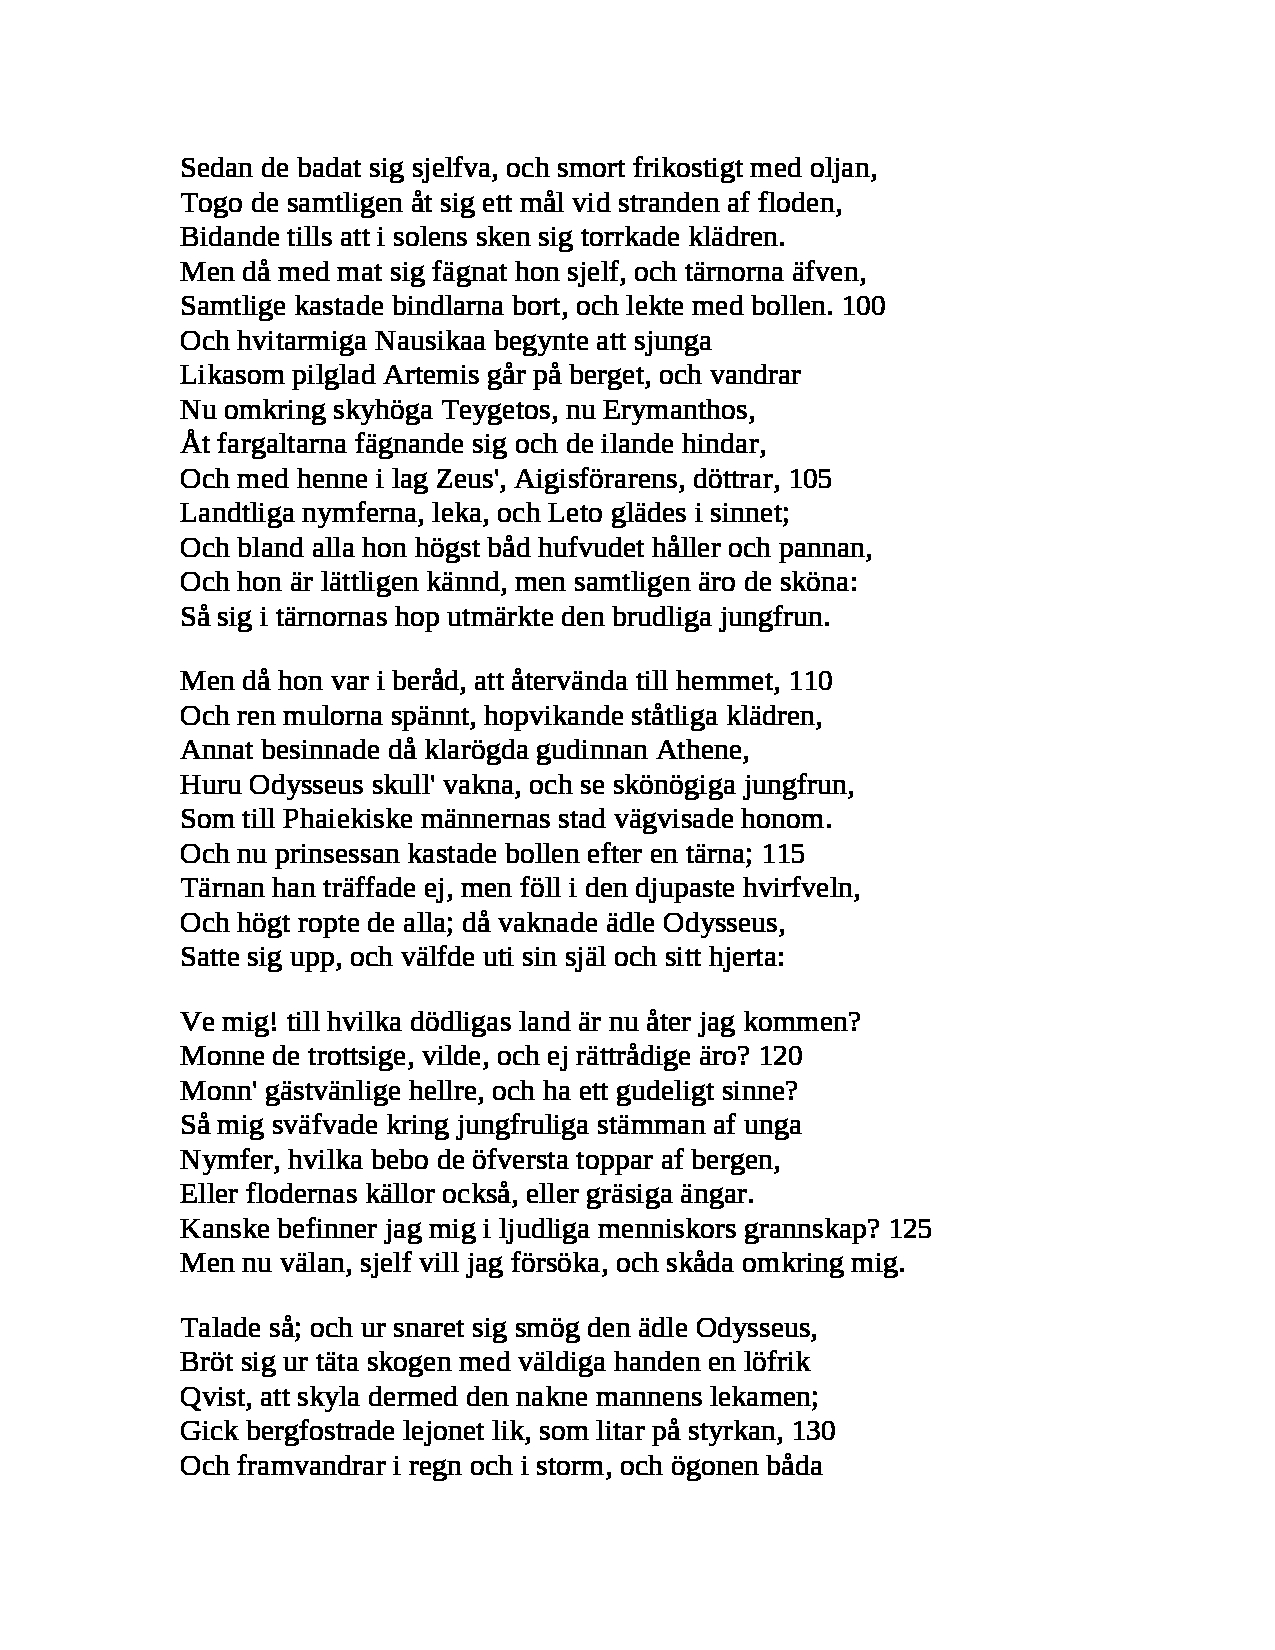 Sedan de badat sig sjelfva, och smort frikostigt med oljan,
Togo de samtligen åt sig ett mål vid stranden af floden,
Bidande tills att i solens sken sig torrkade klädren.
Men då med mat sig fägnat hon sjelf, och tärnorna äfven,
Samtlige kastade bindlarna bort, och lekte med bollen. 100
Och hvitarmiga Nausikaa begynte att sjunga
Likasom pilglad Artemis går på berget, och vandrar
Nu omkring skyhöga Teygetos, nu Erymanthos,
Åt fargaltarna fägnande sig och de ilande hindar,
Och med henne i lag Zeus', Aigisförarens, döttrar, 105
Landtliga nymferna, leka, och Leto glädes i sinnet;
Och bland alla hon högst båd hufvudet håller och pannan,
Och hon är lättligen kännd, men samtligen äro de sköna:
Så sig i tärnornas hop utmärkte den brudliga jungfrun.

Men då hon var i beråd, att återvända till hemmet, 110
Och ren mulorna spännt, hopvikande ståtliga klädren,
Annat besinnade då klarögda gudinnan Athene,
Huru Odysseus skull' vakna, och se skönögiga jungfrun,
Som till Phaiekiske männernas stad vägvisade honom.
Och nu prinsessan kastade bollen efter en tärna; 115
Tärnan han träffade ej, men föll i den djupaste hvirfveln,
Och högt ropte de alla; då vaknade ädle Odysseus,
Satte sig upp, och välfde uti sin själ och sitt hjerta:

Ve mig! till hvilka dödligas land är nu åter jag kommen?
Monne de trottsige, vilde, och ej rättrådige äro? 120
Monn' gästvänlige hellre, och ha ett gudeligt sinne?
Så mig sväfvade kring jungfruliga stämman af unga
Nymfer, hvilka bebo de öfversta toppar af bergen,
Eller flodernas källor också, eller gräsiga ängar.
Kanske befinner jag mig i ljudliga menniskors grannskap? 125
Men nu välan, sjelf vill jag försöka, och skåda omkring mig.

Talade så; och ur snaret sig smög den ädle Odysseus,
Bröt sig ur täta skogen med väldiga handen en löfrik
Qvist, att skyla dermed den nakne mannens lekamen;
Gick bergfostrade lejonet lik, som litar på styrkan, 130
Och framvandrar i regn och i storm, och ögonen båda